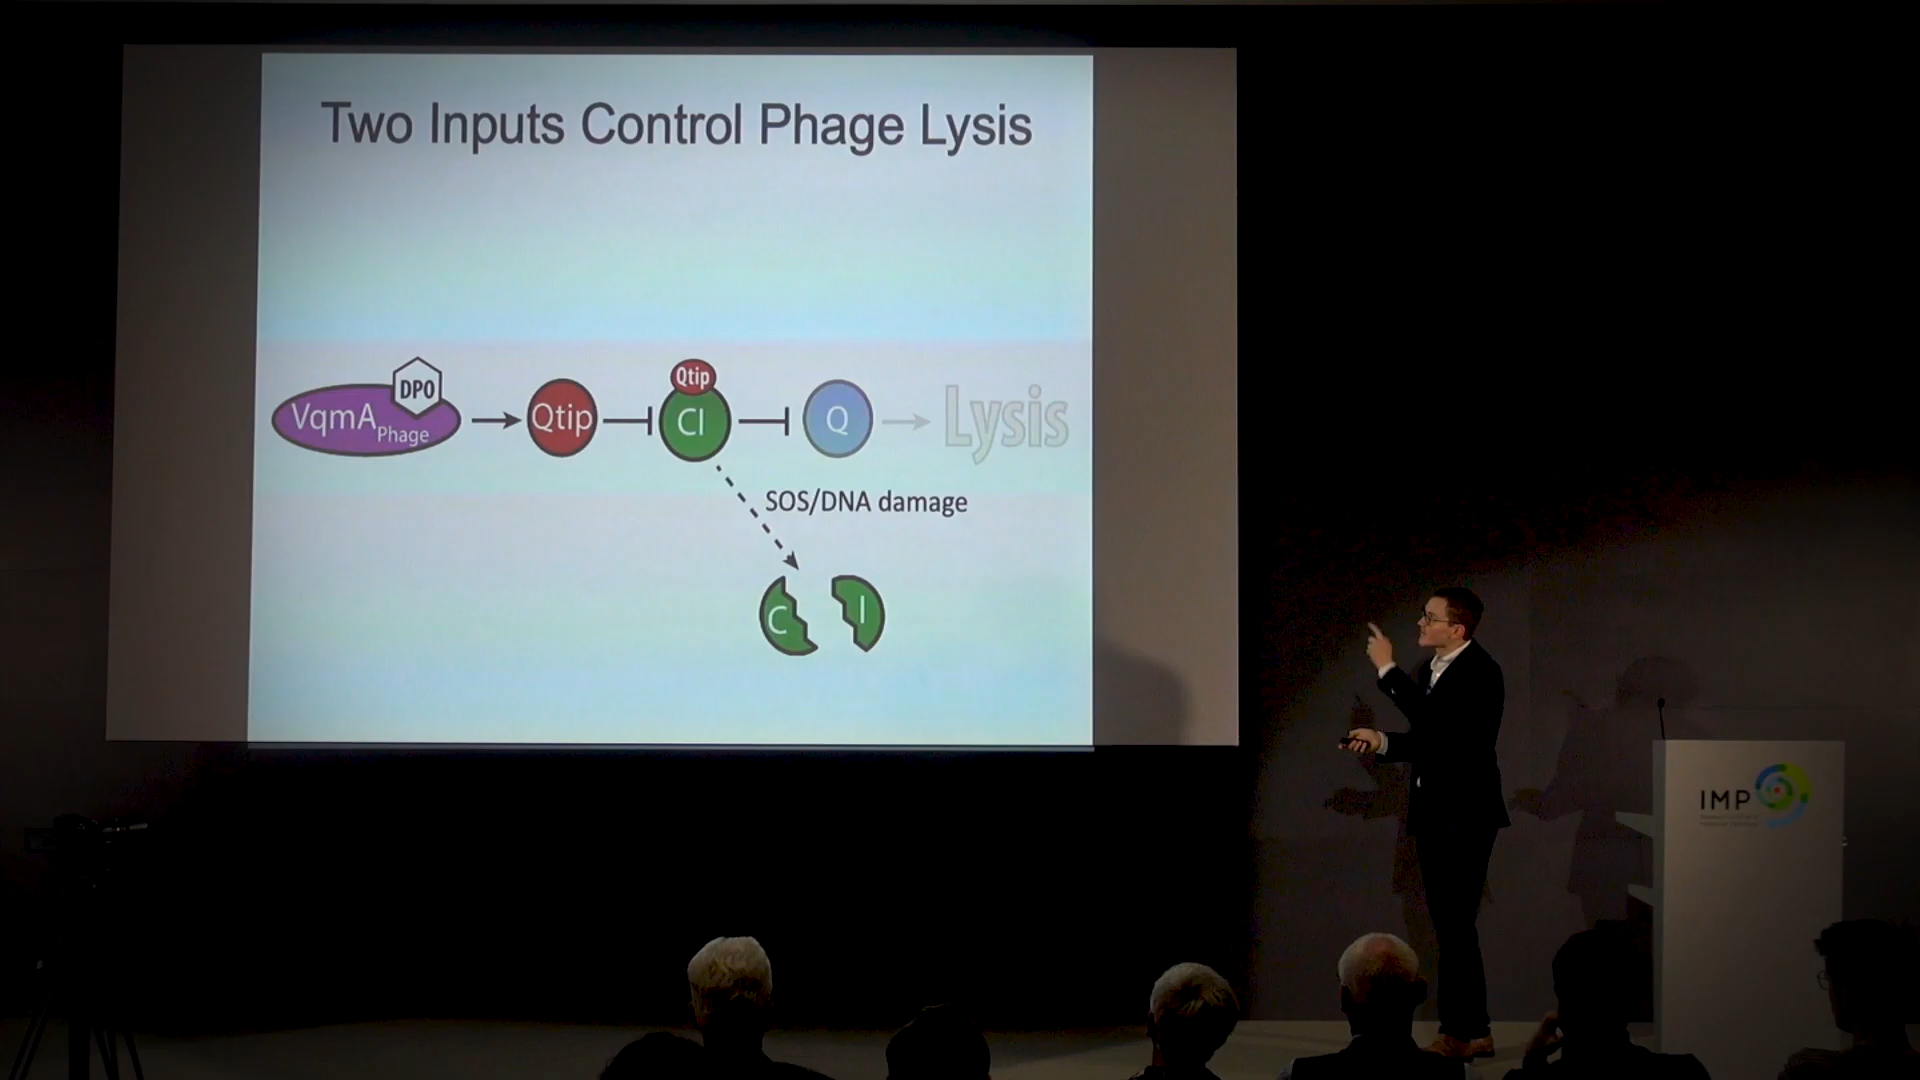 Two Inputs Control Phage Lysis
DPO
VqmA Phage
Qtip
Qtip
CI
Q
Lysis
SOS/DNA damage
C
I
IMP